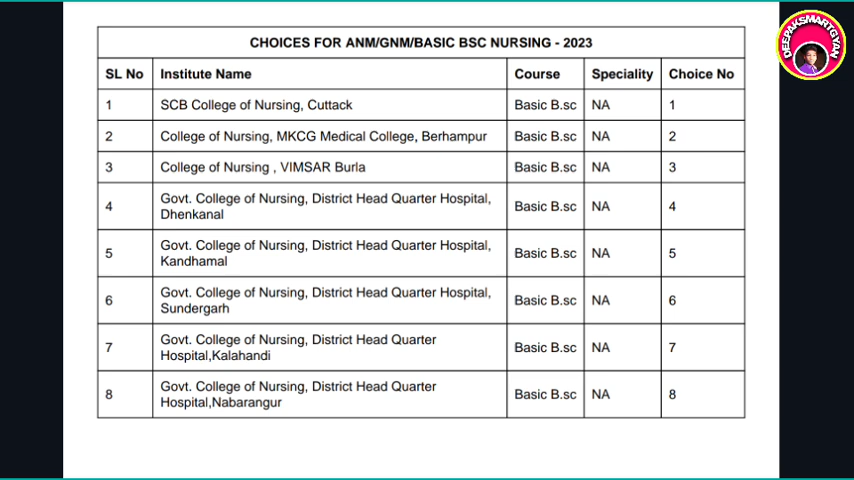 CHOICES FOR ANM/GNM/BASIC BSC NURSING - 2023
SL No Institute Name Course Speciality Choice No
1 SCB College of Nursing, Cuttack Basic B.sc NA 1
2 College of Nursing, MKCG Medical College, Berhampur Basic B.sc NA 2
3 College of Nursing , VIMSAR Burla Basic B.sc NA 3
4 Govt. College of Nursing, District Head Quarter Hospital,
Dhenkanal Basic B.sc NA 4
5 Govt. College of Nursing, District Head Quarter Hospital,
Kandhamal Basic B.sc NA 5
6 Govt. College of Nursing, District Head Quarter Hospital,
Sundergarh Basic B.sc NA 6
7 Govt. College of Nursing, District Head Quarter
Hospital,Kalahandi Basic B.sc NA 7
8 Govt. College of Nursing, District Head Quarter
Hospital,Nabarangur Basic B.sc NA 8
DEEPAKSMARTGYAN